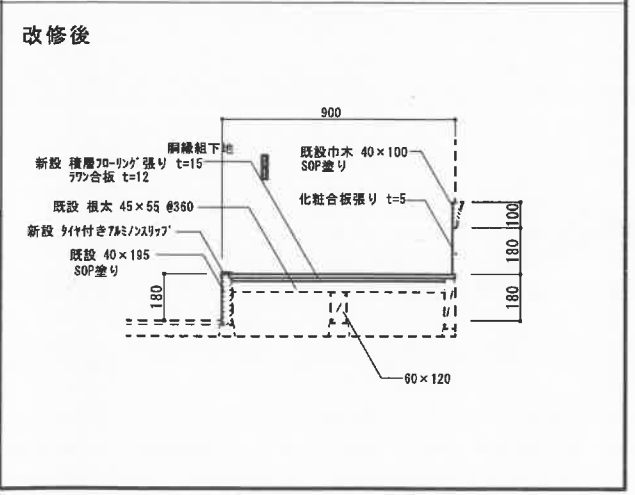 改修後
900
胴縁組下地
新設 積層フローリング張り t=15
ラワン合板 t=12
既設巾木 40×100
SOP塗り
化粧合板張り t=5
既設 根太 45×55 @360
新設 タイヤ付きアルミノンスリップ
既設 40×195
SOP塗り
180
100
180
180
60×120